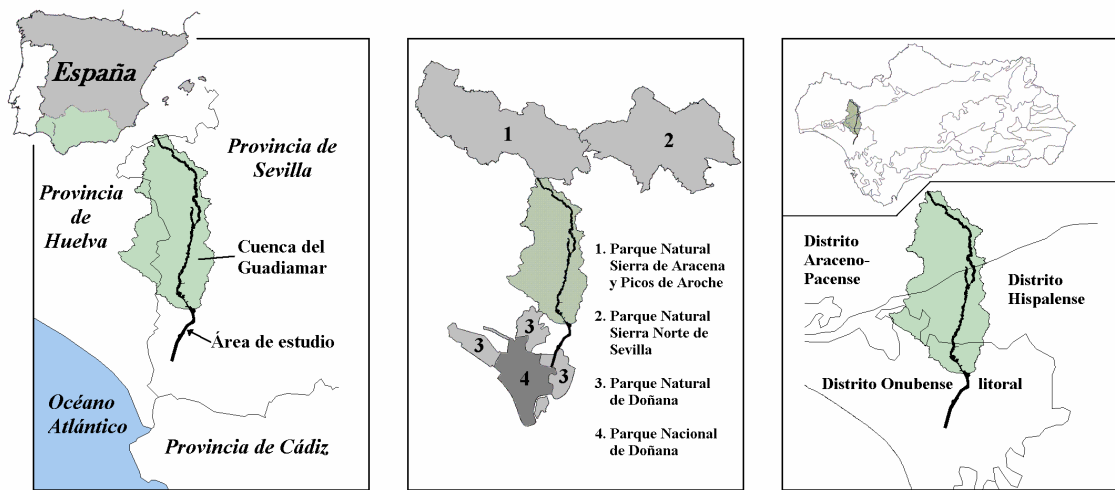 España
Provincia de
Sevilla
Provincia
de
Huelva
Cuenca del
Guadiamar
Área de estudio
Océano
Atlántico
Provincia de Cádiz
1
2
3
3
3
4
1. Parque Natural
Sierra de Aracena
y Picos de Aroche
2. Parque Natural
Sierra Norte de
Sevilla
3. Parque Natural
de Doñana
4. Parque Nacional
de Doñana
Distrito
Araceno-
Pacense
Distrito
Hispalense
Distrito Onubense litoral